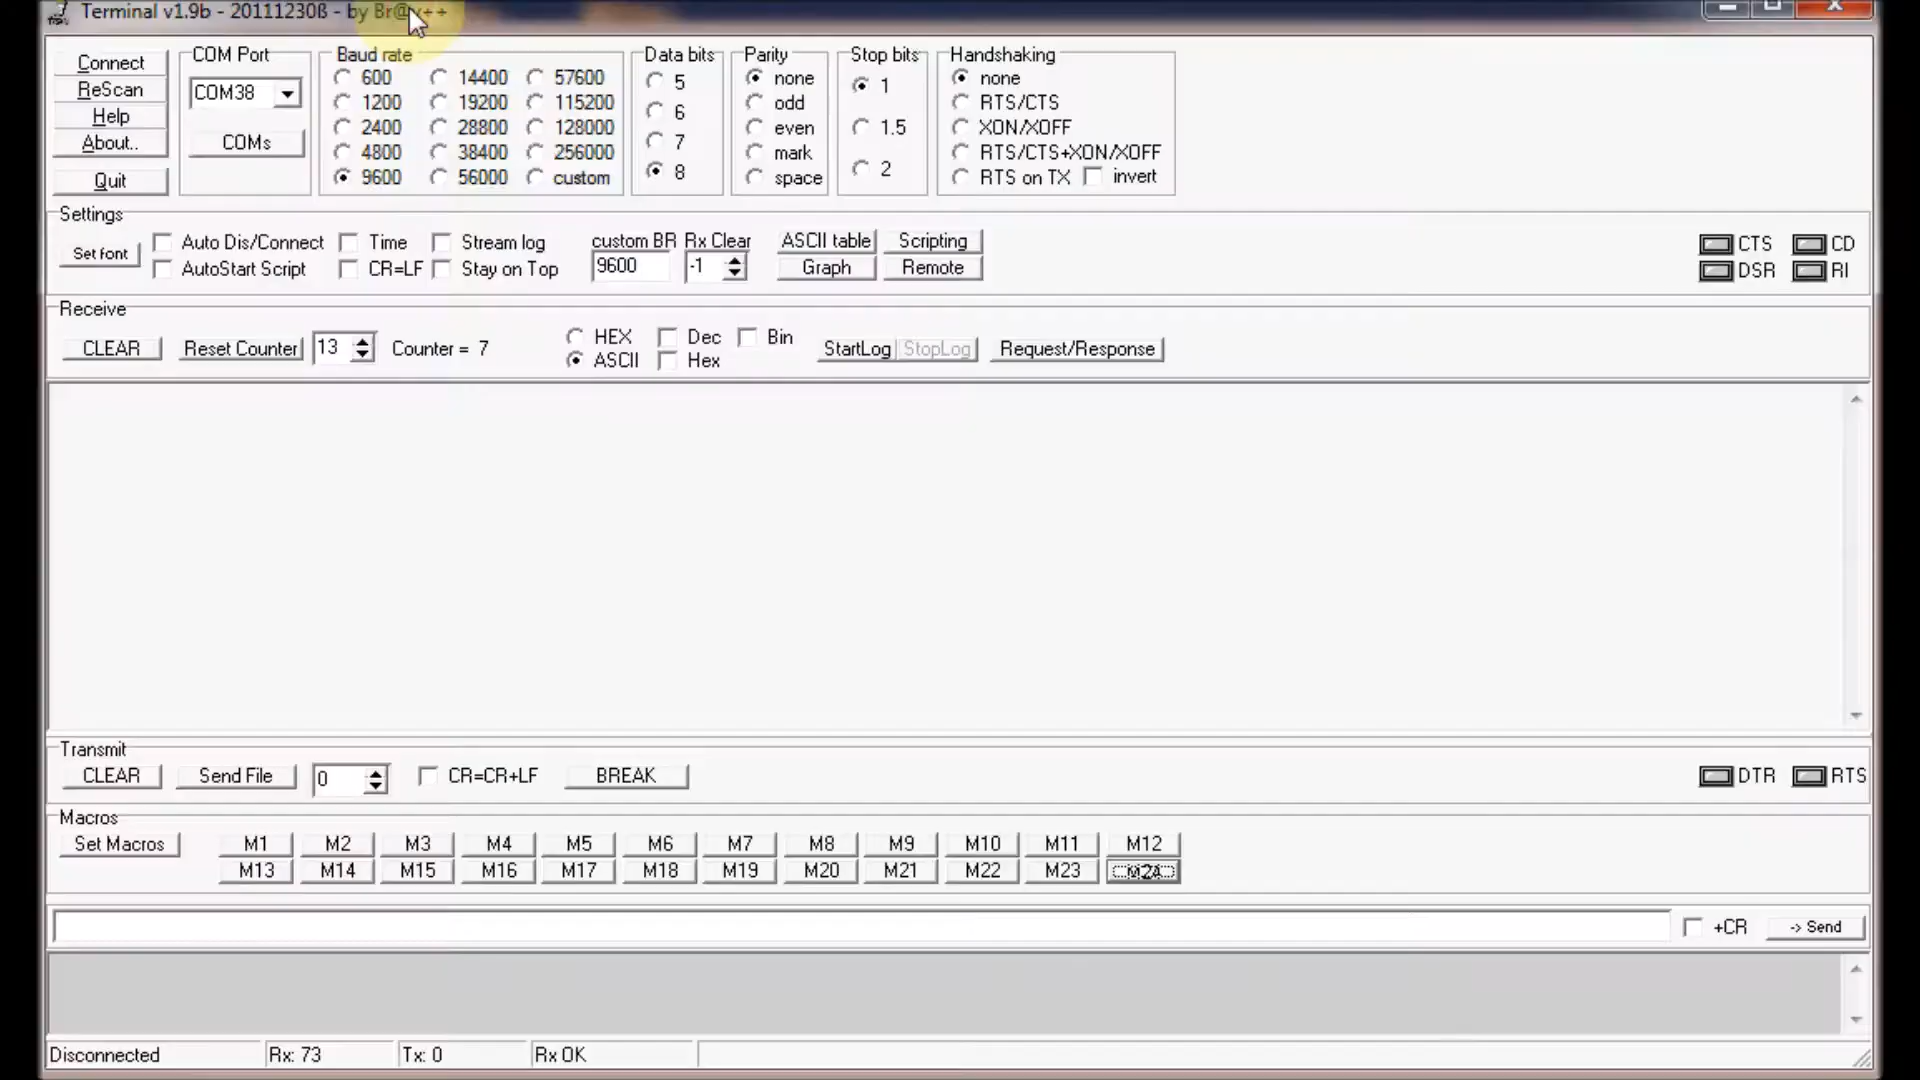 Terminal v1.9b - 20111230ß - by Br@y++
Connect
ReScan
Help
About..
Quit
COM Port
COM38
COMs
Baud rate
600 14400 57600
1200 19200 115200
2400 28800 128000
4800 38400 256000
9600 56000 custom
Data bits
5
6
7
8
Parity
none
odd
even
mark
space
Stop bits
1
1.5
2
Handshaking
none
RTS/CTS
XON/XOFF
RTS/CTS+XON/XOFF
RTS on TX invert
Settings
Set font
Auto Dis/Connect Time Stream log
AutoStart Script CR=LF Stay on Top
custom BR Rx Clear
9600 -1
ASCII table Scripting
Graph Remote
CTS CD
DSR RI
Receive
CLEAR Reset Counter 13 Counter = 7
HEX Dec Bin
ASCII Hex
StartLog StopLog Request/Response
Transmit
CLEAR Send File 0 CR=CR+LF BREAK DTR RTS
Macros
Set Macros M1 M2 M3 M4 M5 M6 M7 M8 M9 M10 M11 M12
M13 M14 M15 M16 M17 M18 M19 M20 M21 M22 M23 M24
+CR -> Send
Disconnected Rx: 73 Tx: 0 Rx OK